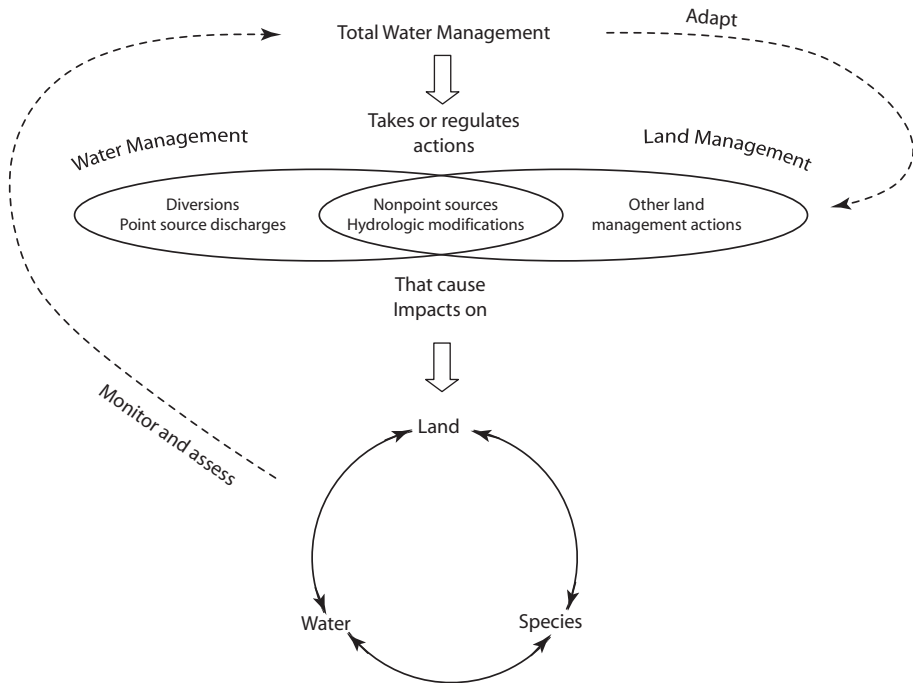 Total Water Management
Adapt
Takes or regulates
actions
Water Management
Land Management
Diversions
Point source discharges
Nonpoint sources
Hydrologic modifications
Other land
management actions
That cause
Impacts on
Monitor and assess
Land
Water
Species